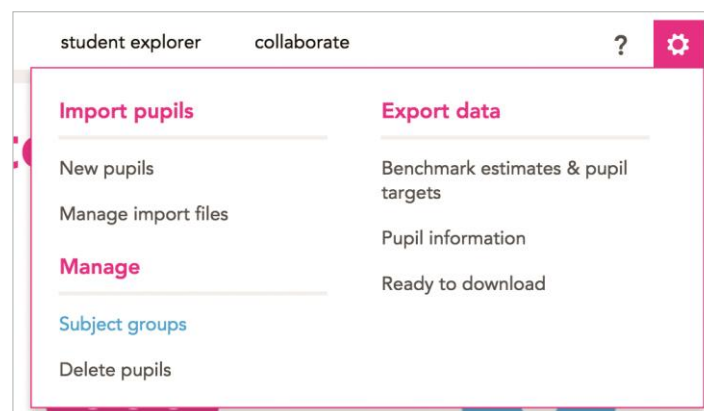 student explorer collaborate ?
Import pupils
New pupils
Manage import files
Manage
Subject groups
Delete pupils
Export data
Benchmark estimates & pupil
targets
Pupil information
Ready to download